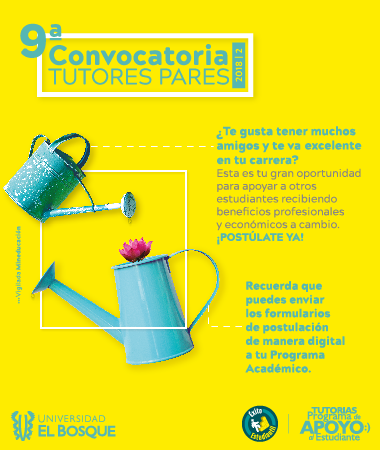 9ª
Convocatoria
TUTORES PARES
2018 | 2
¿Te gusta tener muchos
amigos y te va excelente
en tu carrera?
Esta es tu gran oportunidad
para apoyar a otros
estudiantes recibiendo
beneficios profesionales
y económicos a cambio.
¡POSTÚLATE YA!
Vigilada Mineducación
Recuerda que
puedes enviar
los formularios
de postulación
de manera digital
a tu Programa
Académico.
UNIVERSIDAD
EL BOSQUE
Éxito
Estudiantil
TUTORIAS
Programa de
APOYO:)
al Estudiante